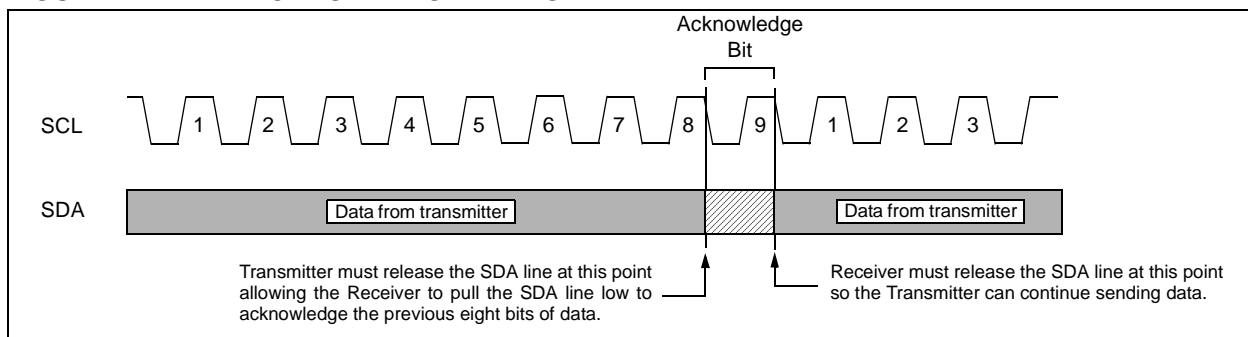 Acknowledge
Bit
SCL 1 2 3 4 5 6 7 8 9 1 2 3
SDA Data from transmitter Data from transmitter
Transmitter must release the SDA line at this point
allowing the Receiver to pull the SDA line low to
acknowledge the previous eight bits of data.
Receiver must release the SDA line at this point
so the Transmitter can continue sending data.